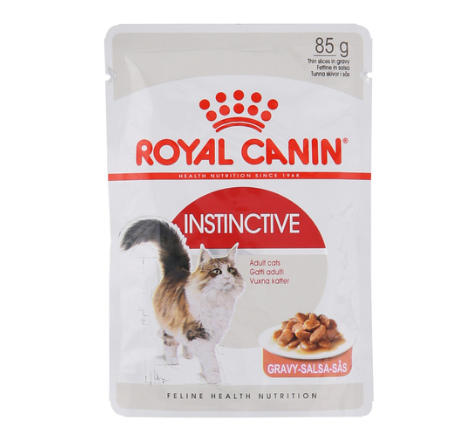 85 g
Thin slices in gravy
Fettine in salsa
Tunna skivor i sås
ROYAL CANIN®
HEALTH NUTRITION SINCE 1968
INSTINCTIVE
Adult cats
Gatti adulti
Vuxna katter
GRAVY-SALSA-SÅS
FELINE HEALTH NUTRITION